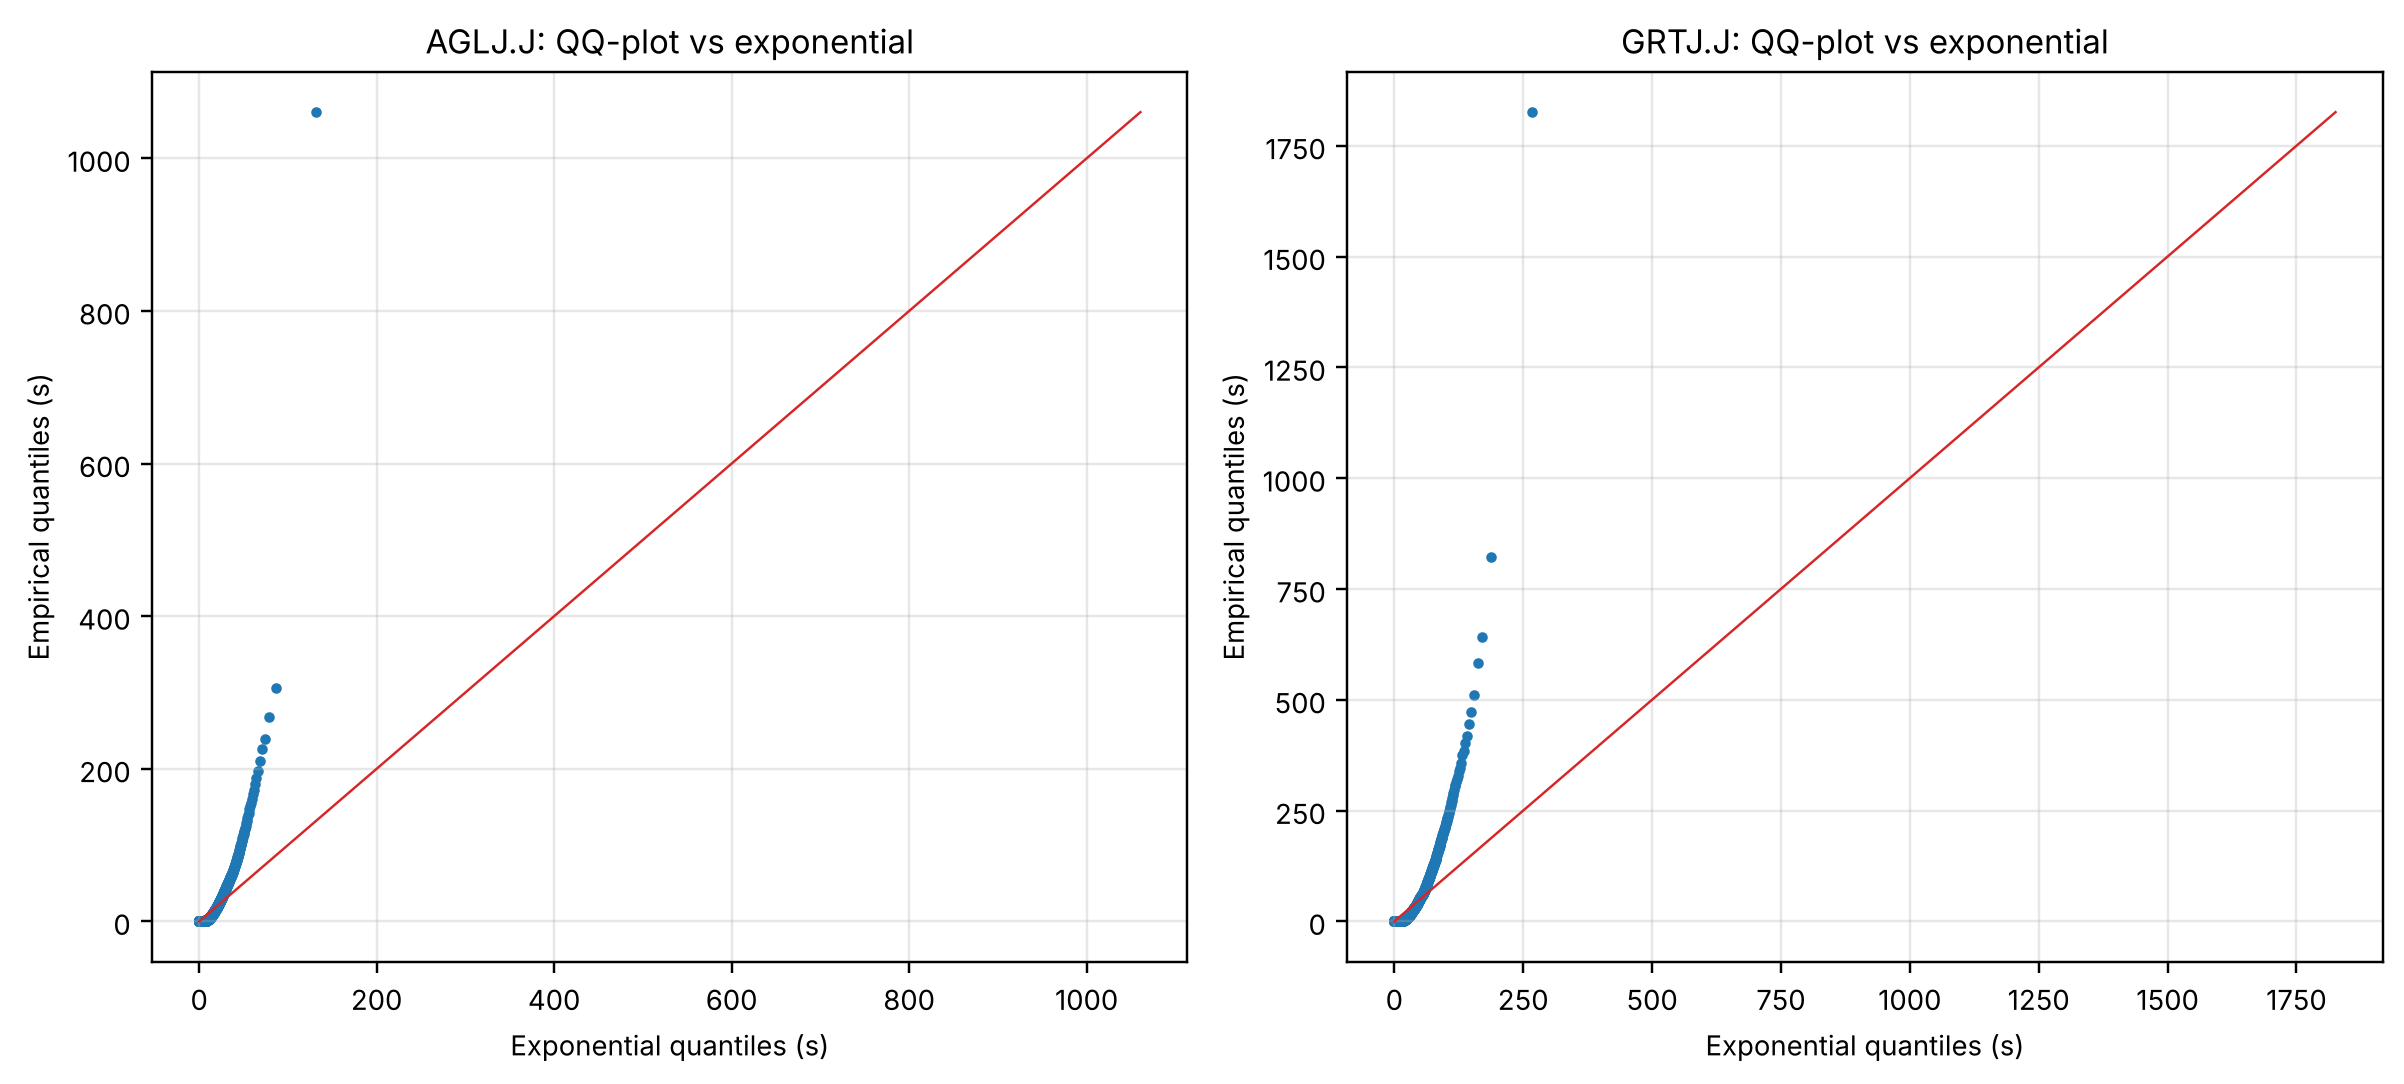 AGLJ.J: QQ-plot vs exponential
Empirical quantiles (s)
1000
800
600
400
200
0
0 200 400 600 800 1000
Exponential quantiles (s)
GRTJ.J: QQ-plot vs exponential
Empirical quantiles (s)
1750
1500
1250
1000
750
500
250
0
0 250 500 750 1000 1250 1500 1750
Exponential quantiles (s)